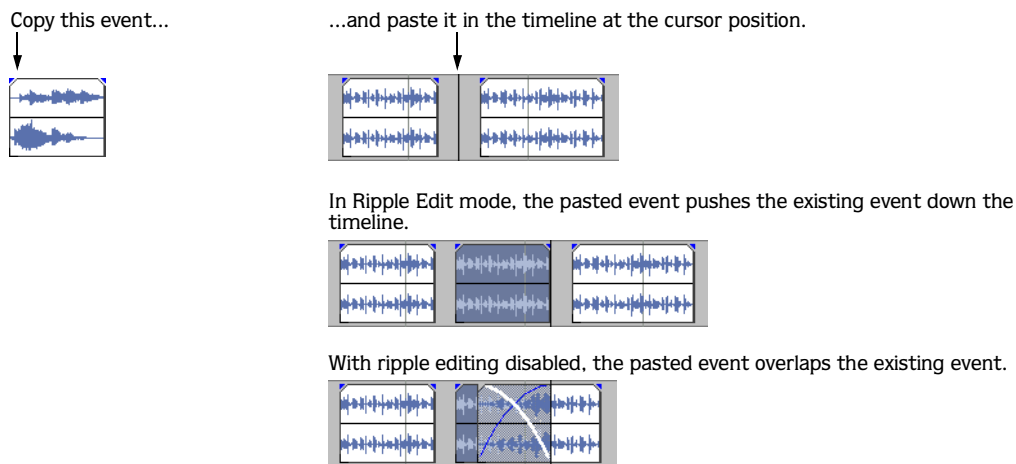 Copy this event...
...and paste it in the timeline at the cursor position.
In Ripple Edit mode, the pasted event pushes the existing event down the
timeline.
With ripple editing disabled, the pasted event overlaps the existing event.